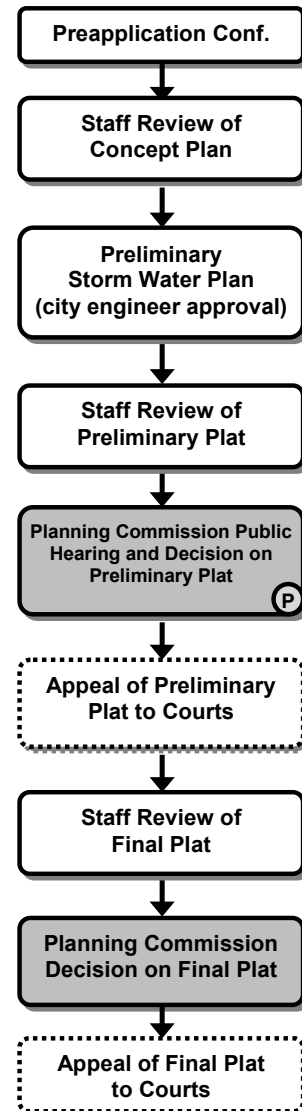 Preapplication Conf.
Staff Review of
Concept Plan
Preliminary
Storm Water Plan
(city engineer approval)
Staff Review of
Preliminary Plat
Planning Commission Public
Hearing and Decision on
Preliminary Plat
P
Appeal of Preliminary
Plat to Courts
Staff Review of
Final Plat
Planning Commission
Decision on Final Plat
Appeal of Final Plat
to Courts